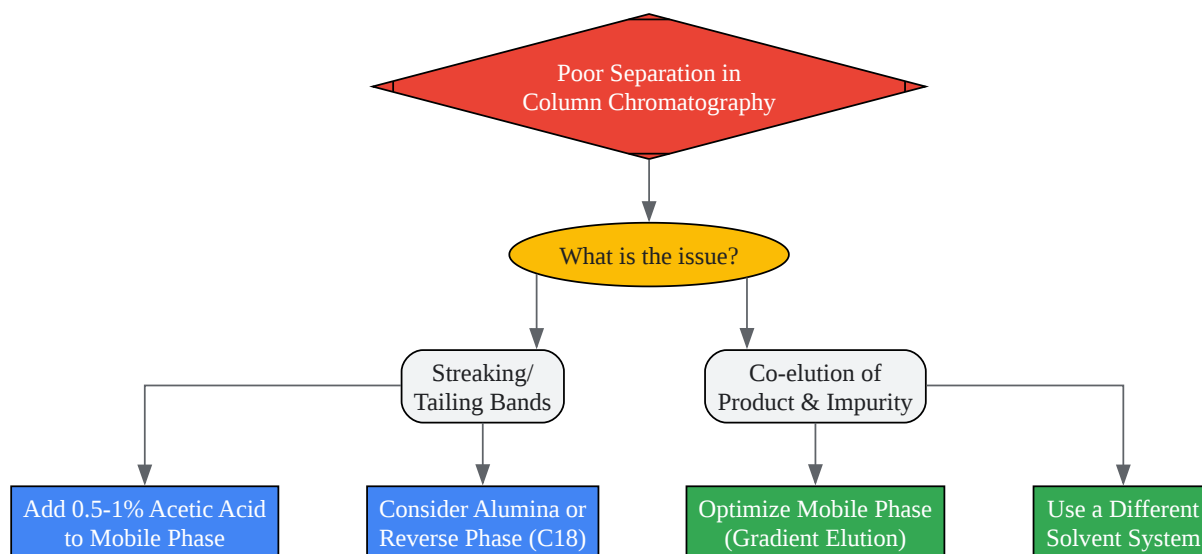 Poor Separation in
Column Chromatography
What is the issue?
Streaking/
Tailing Bands
Co-elution of
Product & Impurity
Add 0.5-1% Acetic Acid
to Mobile Phase
Consider Alumina or
Reverse Phase (C18)
Optimize Mobile Phase
(Gradient Elution)
Use a Different
Solvent System